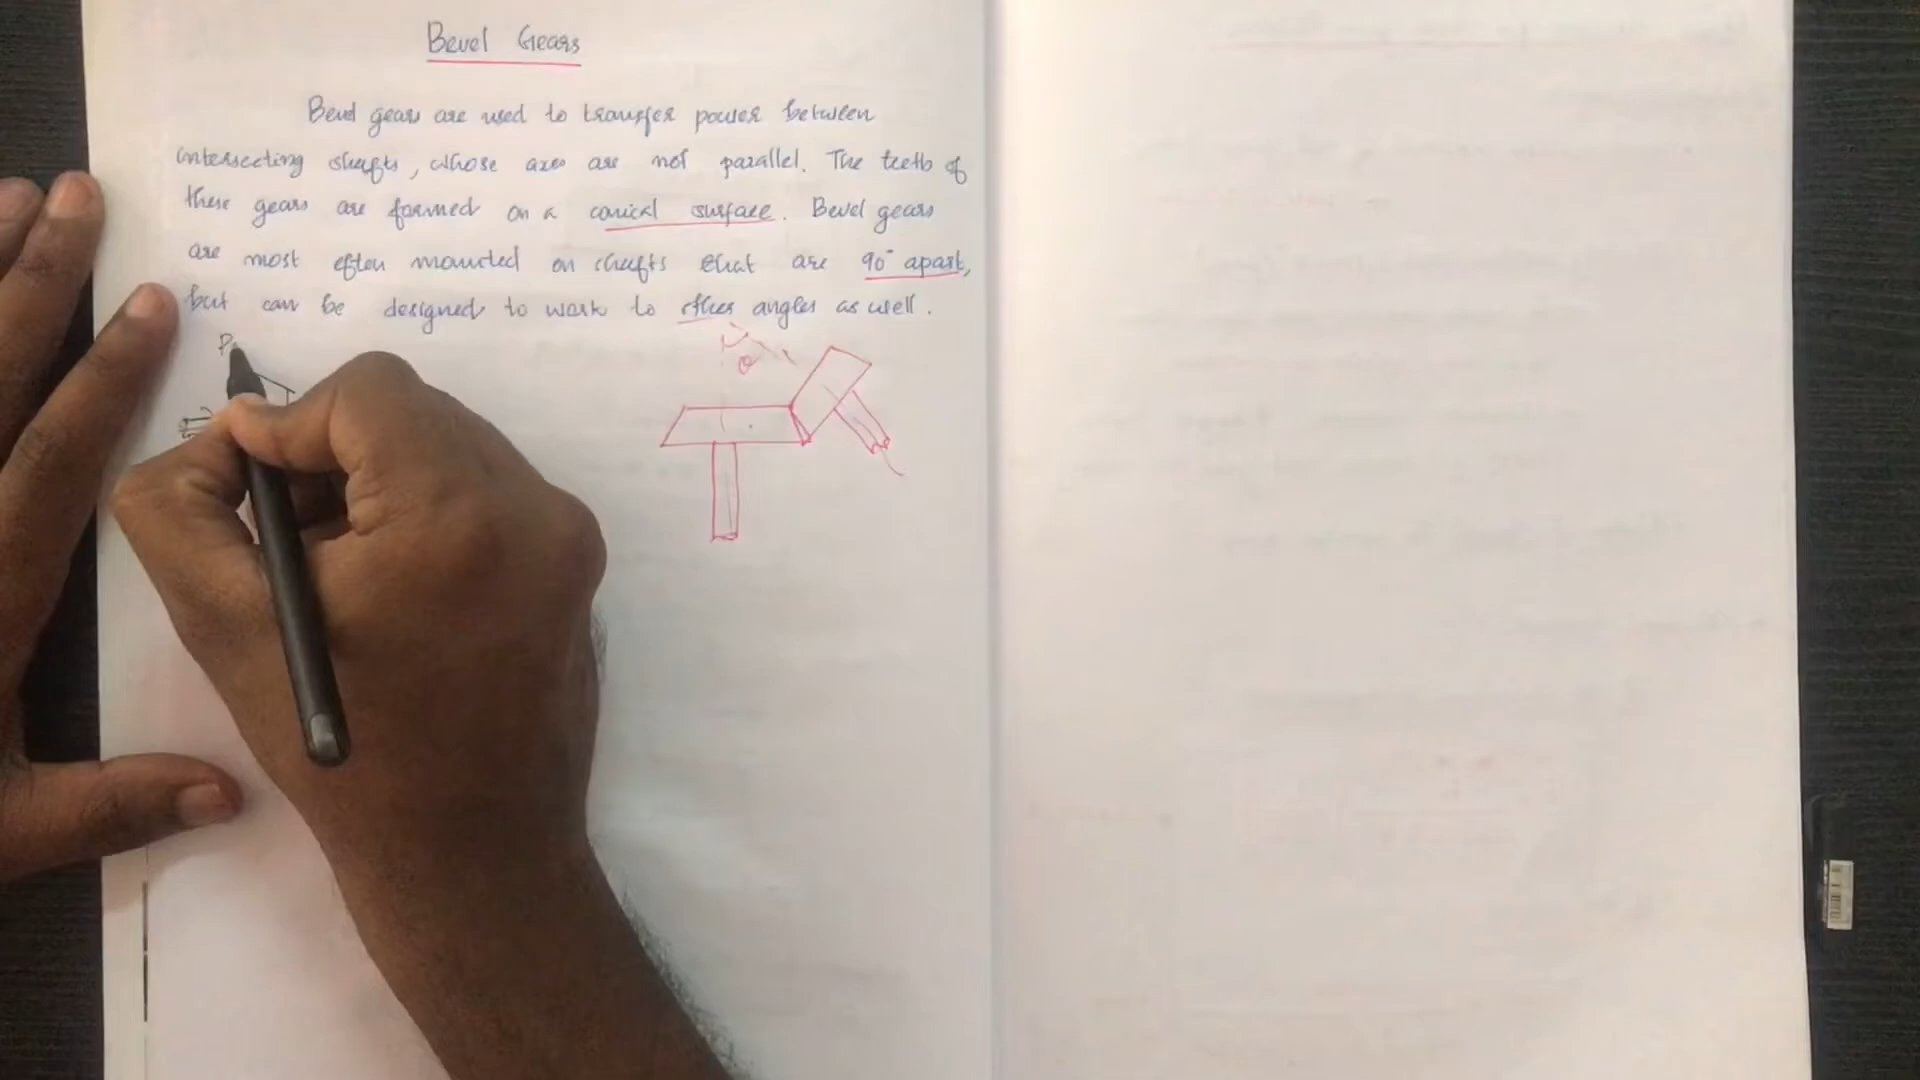 Bevel Gears
Bevel gears are used to transfer power between
intersecting shafts, whose axes are not parallel. The teeth of
these gears are formed on a conical surface. Bevel gears
are most often mounted on shafts that are 90° apart,
but can be designed to work to other angles as well.
P
θ